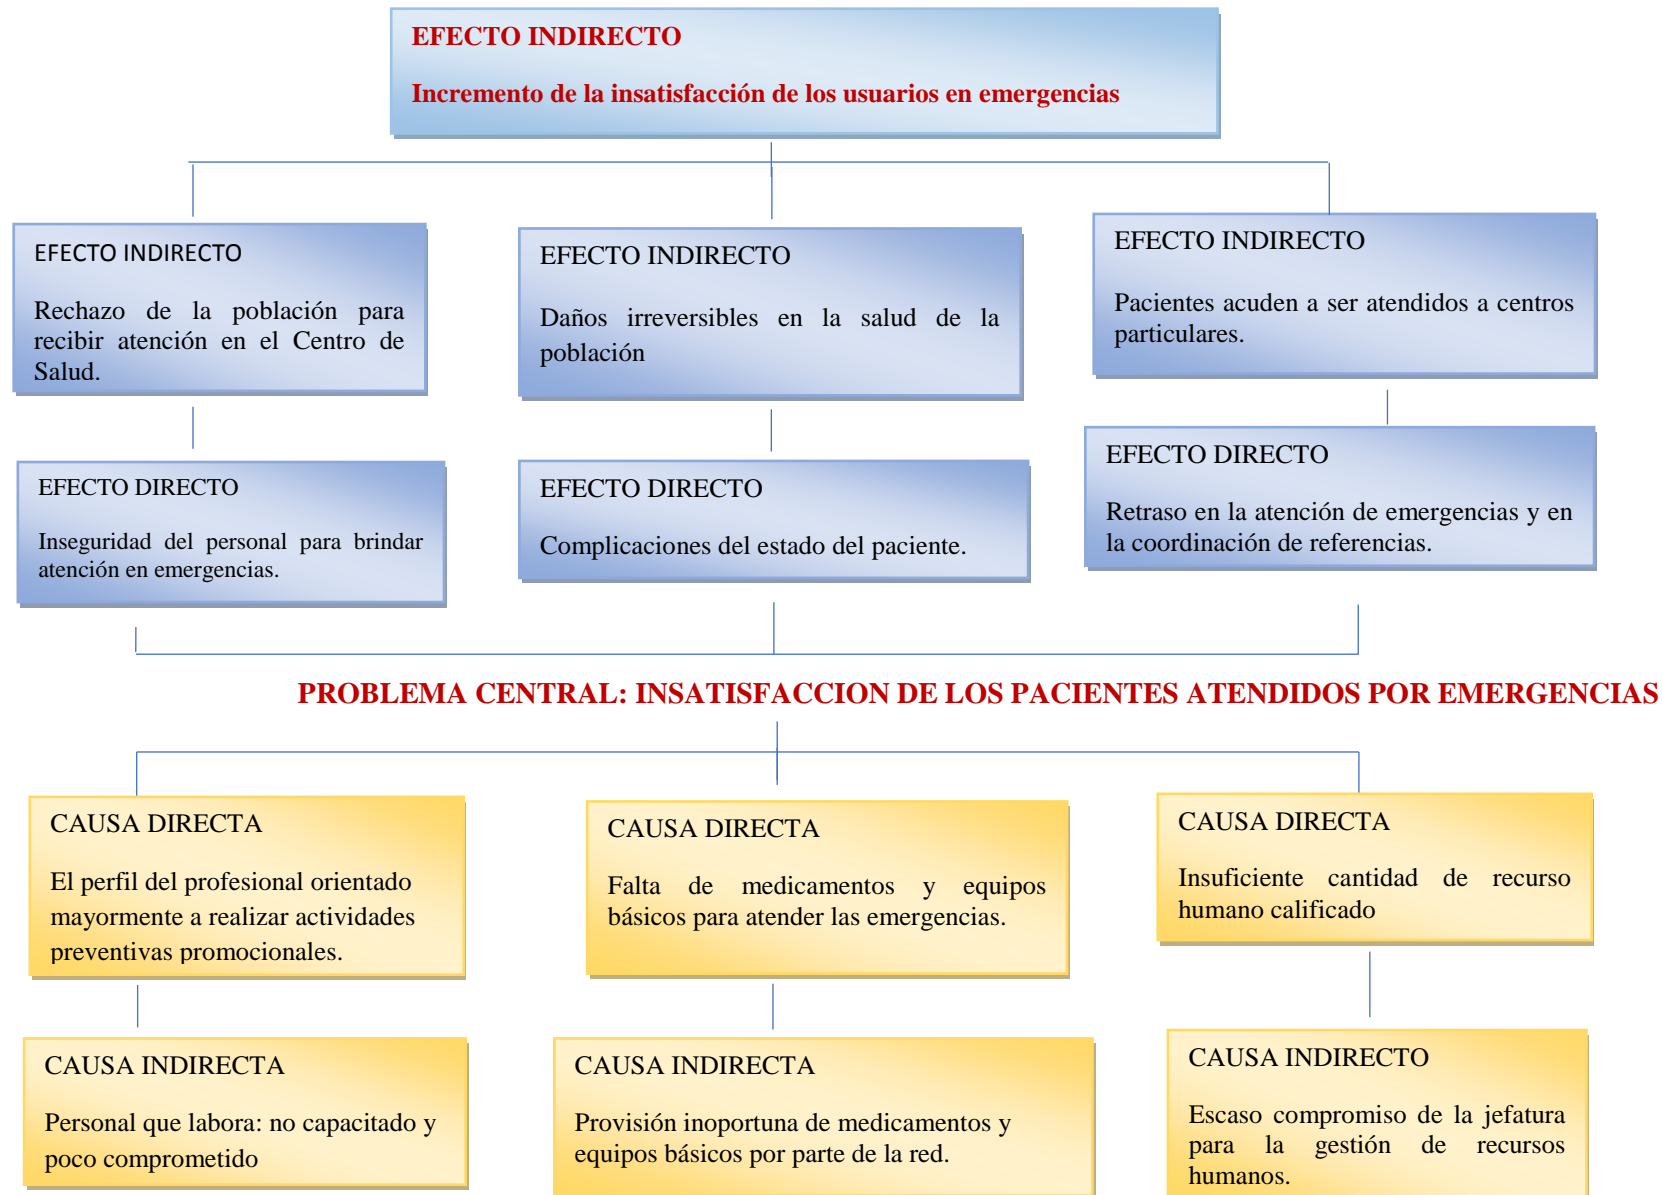 EFECTO INDIRECTO
Incremento de la insatisfacción de los usuarios en emergencias
EFECTO INDIRECTO
Rechazo de la población para
recibir atención en el Centro de
Salud.
EFECTO INDIRECTO
Daños irreversibles en la salud de la
población
EFECTO INDIRECTO
Pacientes acuden a ser atendidos a centros
particulares.
EFECTO DIRECTO
Inseguridad del personal para brindar
atención en emergencias.
EFECTO DIRECTO
Complicaciones del estado del paciente.
EFECTO DIRECTO
Retraso en la atención de emergencias y en
la coordinación de referencias.
PROBLEMA CENTRAL: INSATISFACCION DE LOS PACIENTES ATENDIDOS POR EMERGENCIAS
CAUSA DIRECTA
El perfil del profesional orientado
mayormente a realizar actividades
preventivas promocionales.
CAUSA DIRECTA
Falta de medicamentos y equipos
básicos para atender las emergencias.
CAUSA DIRECTA
Insuficiente cantidad de recurso
humano calificado
CAUSA INDIRECTA
Personal que labora: no capacitado y
poco comprometido
CAUSA INDIRECTA
Provisión inoportuna de medicamentos y
equipos básicos por parte de la red.
CAUSA INDIRECTO
Escaso compromiso de la jefatura
para la gestión de recursos
humanos.